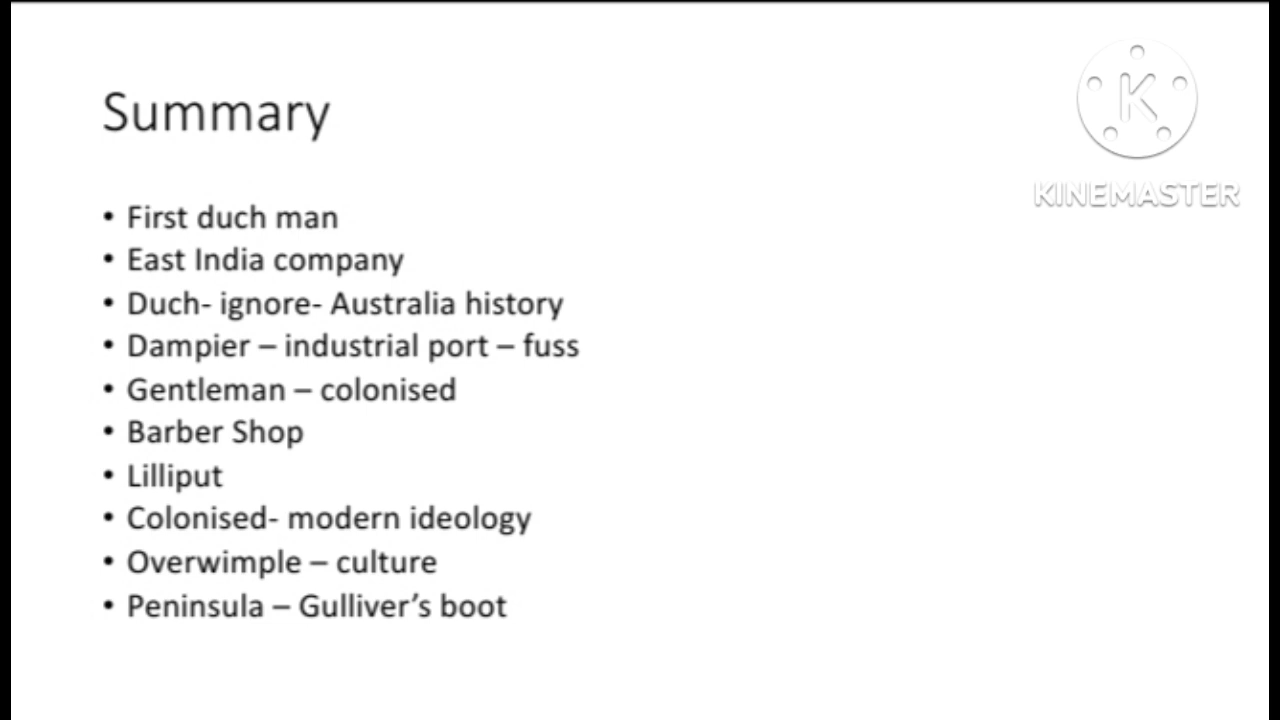 Summary
K
KINEMASTER
• First duch man
• East India company
• Duch- ignore- Australia history
• Dampier – industrial port – fuss
• Gentleman – colonised
• Barber Shop
• Lilliput
• Colonised- modern ideology
• Overwimple – culture
• Peninsula – Gulliver’s boot